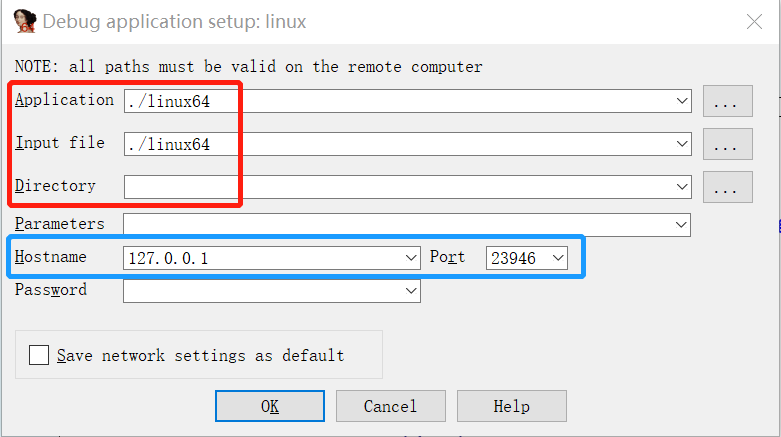 Debug application setup: linux
NOTE: all paths must be valid on the remote computer
Application ./linux64 ...
Input file ./linux64 ...
Directory ...
Parameters
Hostname 127.0.0.1 Port 23946
Password
Save network settings as default
OK Cancel Help